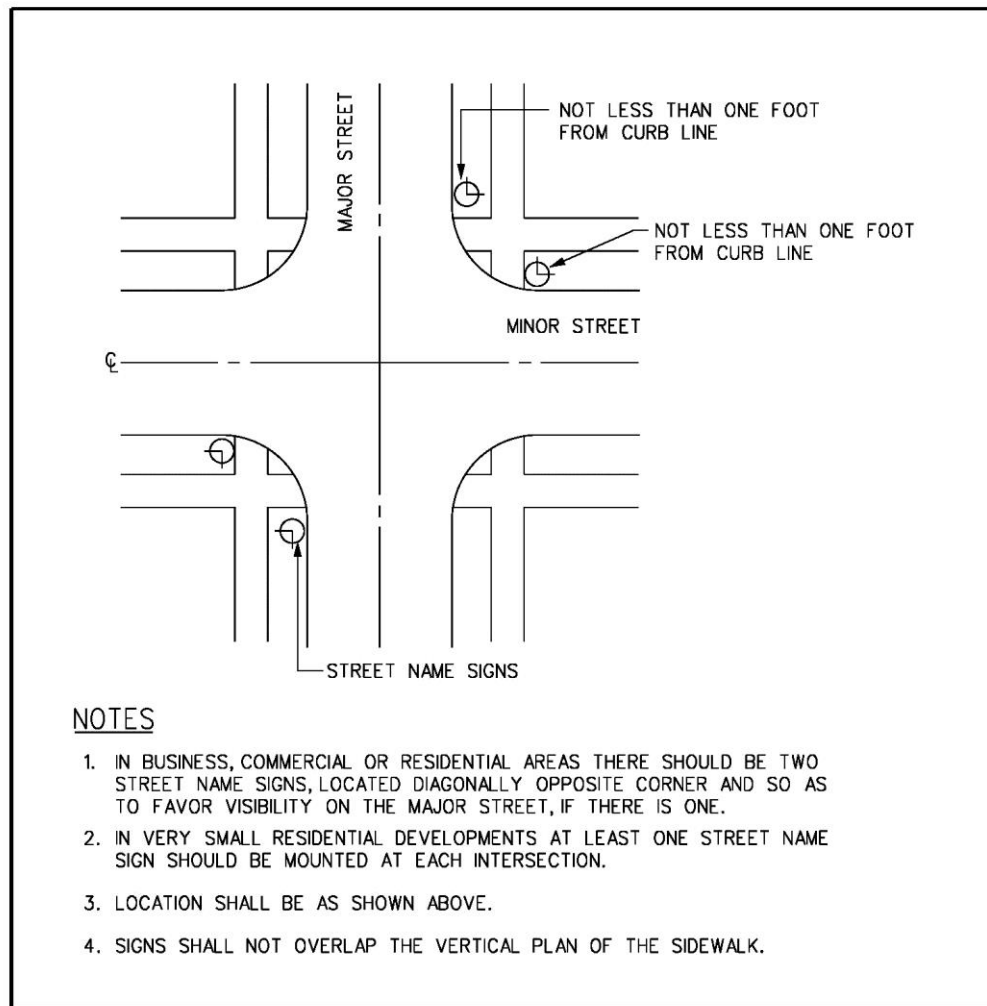 MAJOR STREET
NOT LESS THAN ONE FOOT
FROM CURB LINE
NOT LESS THAN ONE FOOT
FROM CURB LINE
MINOR STREET
℄
STREET NAME SIGNS
NOTES
1. IN BUSINESS, COMMERCIAL OR RESIDENTIAL AREAS THERE SHOULD BE TWO
STREET NAME SIGNS, LOCATED DIAGONALLY OPPOSITE CORNER AND SO AS
TO FAVOR VISIBILITY ON THE MAJOR STREET, IF THERE IS ONE.
2. IN VERY SMALL RESIDENTIAL DEVELOPMENTS AT LEAST ONE STREET NAME
SIGN SHOULD BE MOUNTED AT EACH INTERSECTION.
3. LOCATION SHALL BE AS SHOWN ABOVE.
4. SIGNS SHALL NOT OVERLAP THE VERTICAL PLAN OF THE SIDEWALK.